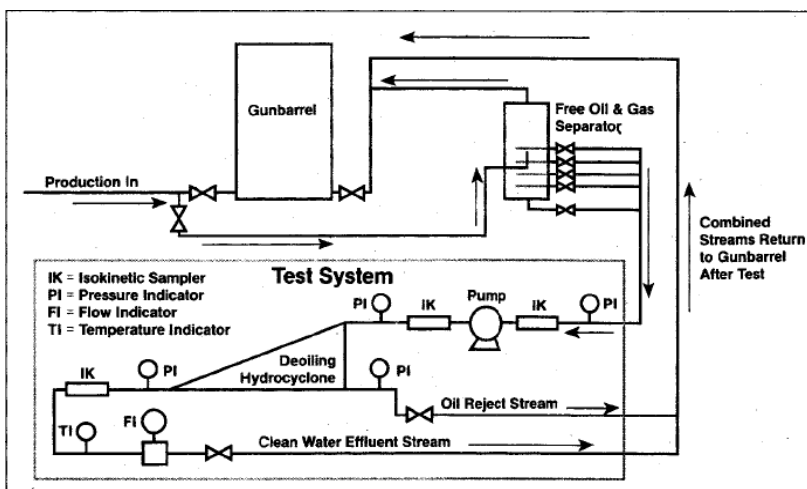 Gunbarrel
Free Oil & Gas
Separator
Production In
Combined
Streams Return
to Gunbarrel
After Test
Test System
IK = Isokinetic Sampler
PI = Pressure Indicator
FI = Flow Indicator
TI = Temperature Indicator
PI
IK
Pump
IK
PI
Deoiling
Hydrocyclone
IK
PI
PI
Oil Reject Stream
TI
FI
Clean Water Effluent Stream